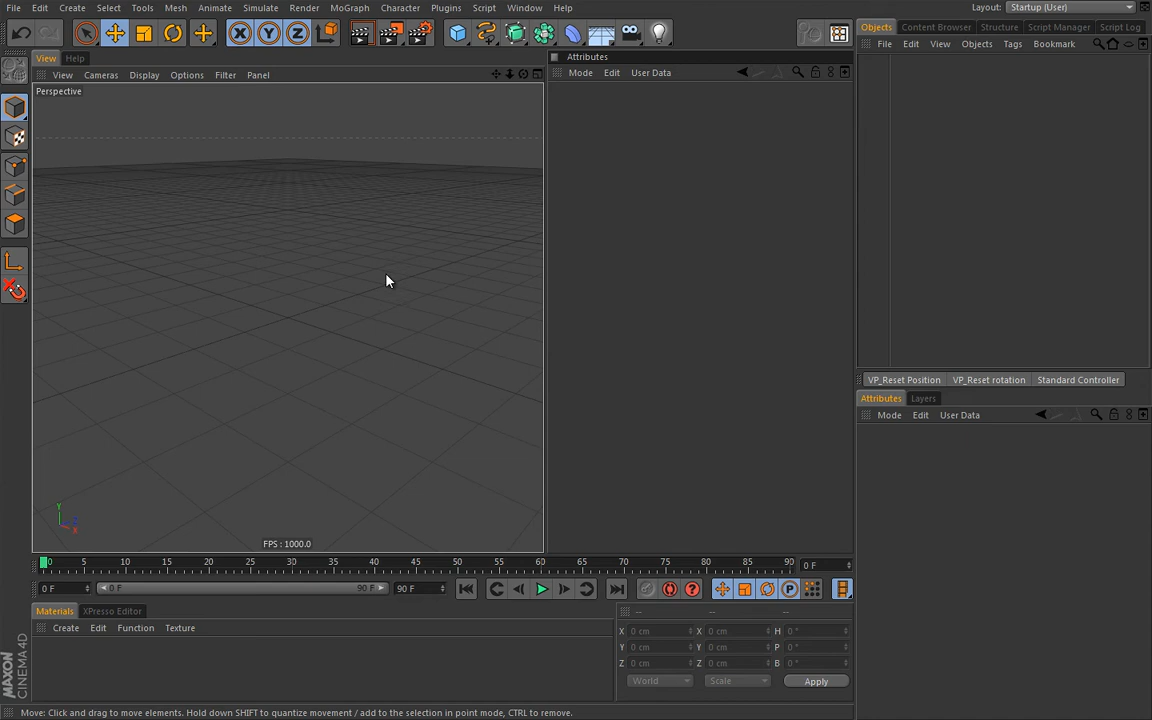 File Edit Create Select Tools Mesh Animate Simulate Render MoGraph Character Plugins Script Window Help Layout: Startup (User)
Objects Content Browser Structure Script Manager Script Log
File Edit View Objects Tags Bookmark
View Help
Attributes
View Cameras Display Options Filter Panel
Mode Edit User Data
Perspective
X Y Z
VP_Reset Position VP_Reset rotation Standard Controller
Attributes Layers
Mode Edit User Data
Y
Z
X
FPS : 1000.0
0 5 10 15 20 25 30 35 40 45 50 55 60 65 70 75 80 85 90 0 F
0 F 0 F 90 F 90 F
P
Materials XPresso Editor
Create Edit Function Texture
-- -- --
X 0 cm X 0 cm H 0 °
Y 0 cm Y 0 cm P 0 °
Z 0 cm Z 0 cm B 0 °
World Scale Apply
MAXON
CINEMA 4D
Move: Click and drag to move elements. Hold down SHIFT to quantize movement / add to the selection in point mode, CTRL to remove.